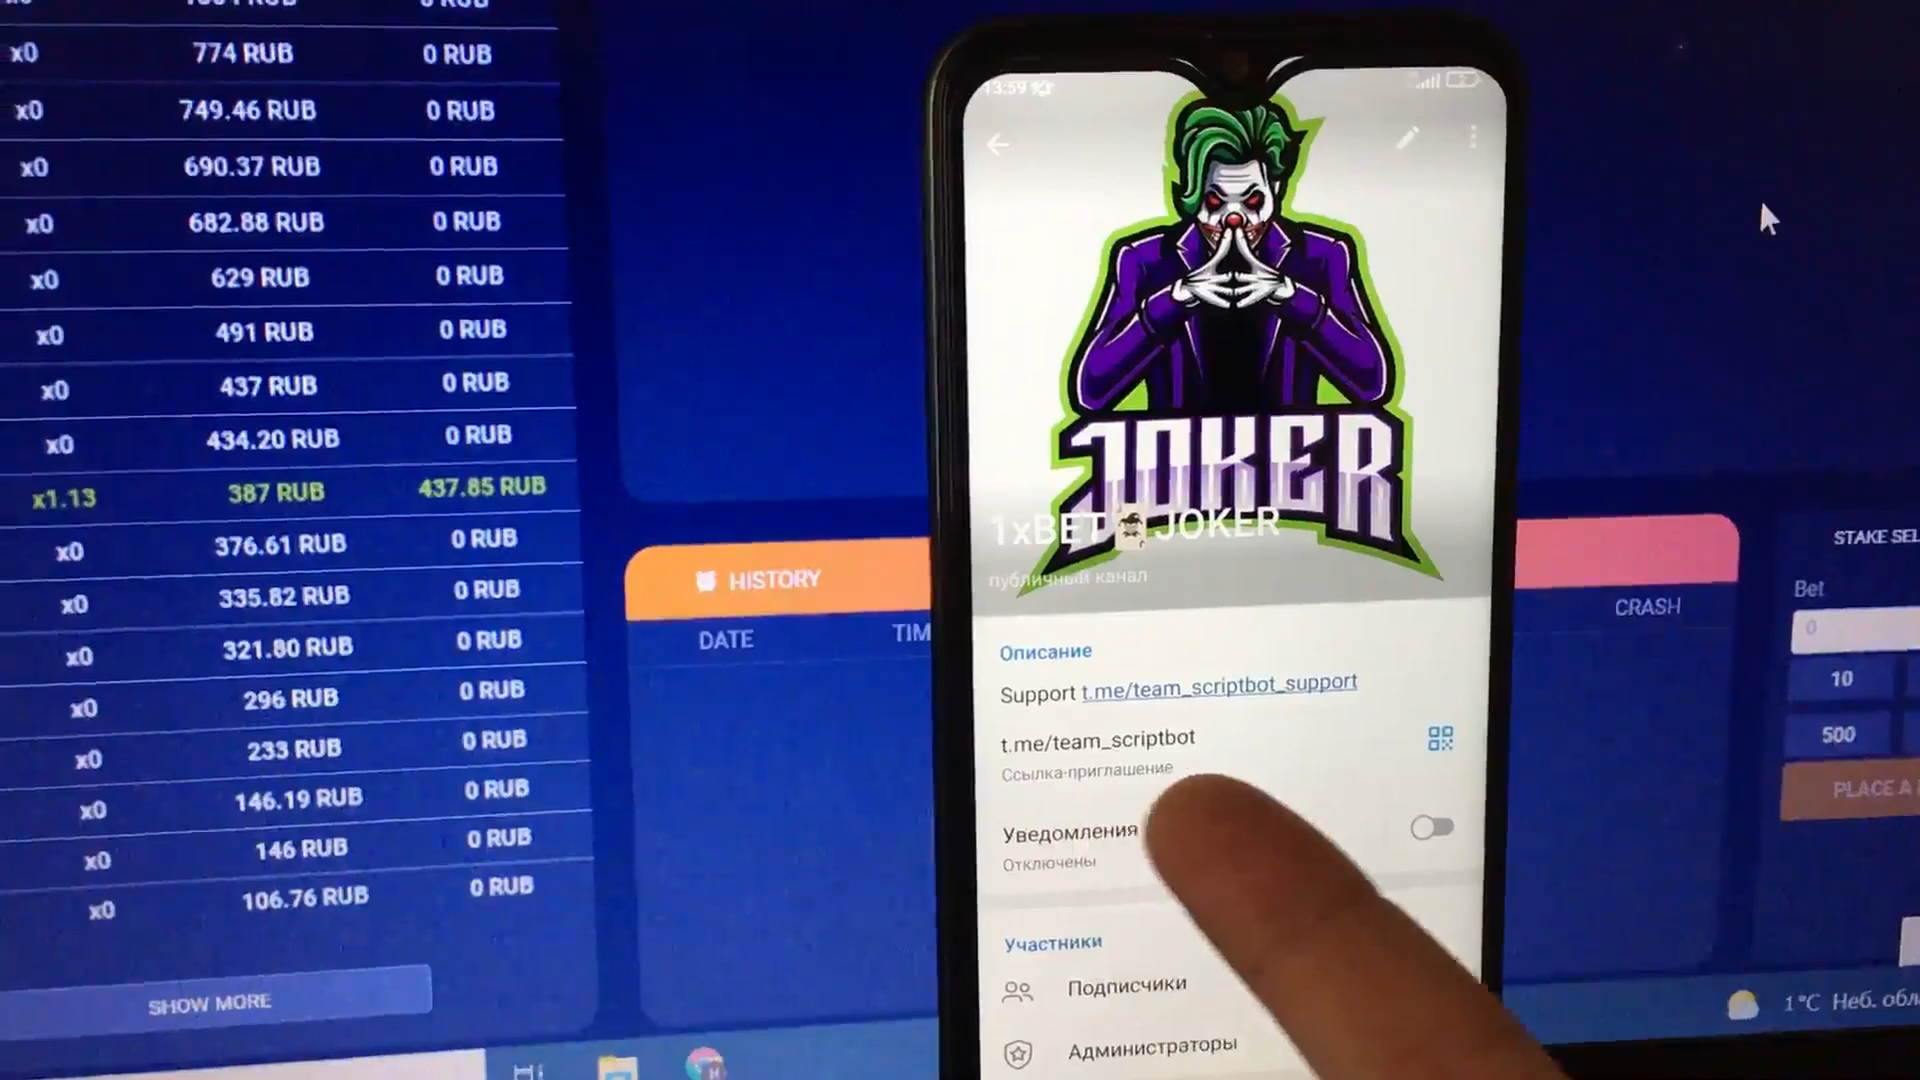 x0 774 RUB 0 RUB
x0 749.46 RUB 0 RUB
x0 690.37 RUB 0 RUB
x0 682.88 RUB 0 RUB
x0 629 RUB 0 RUB
x0 491 RUB 0 RUB
x0 437 RUB 0 RUB
x0 434.20 RUB 0 RUB
x1.13 387 RUB 437.85 RUB
x0 376.61 RUB 0 RUB
x0 335.82 RUB 0 RUB
x0 321.80 RUB 0 RUB
x0 296 RUB 0 RUB
x0 233 RUB 0 RUB
x0 146.19 RUB 0 RUB
x0 146 RUB 0 RUB
x0 106.76 RUB 0 RUB
SHOW MORE
HISTORY
DATE TIM
CRASH
13:59
JOKER
1xBET JOKER
публичный канал
Описание
Support t.me/team_scriptbot_support
t.me/team_scriptbot
Ссылка-приглашение
Уведомления
Отключены
Участники
Подписчики
Администраторы
STAKE SEL
Bet
0
10
500
PLACE A
1°C Неб. обл